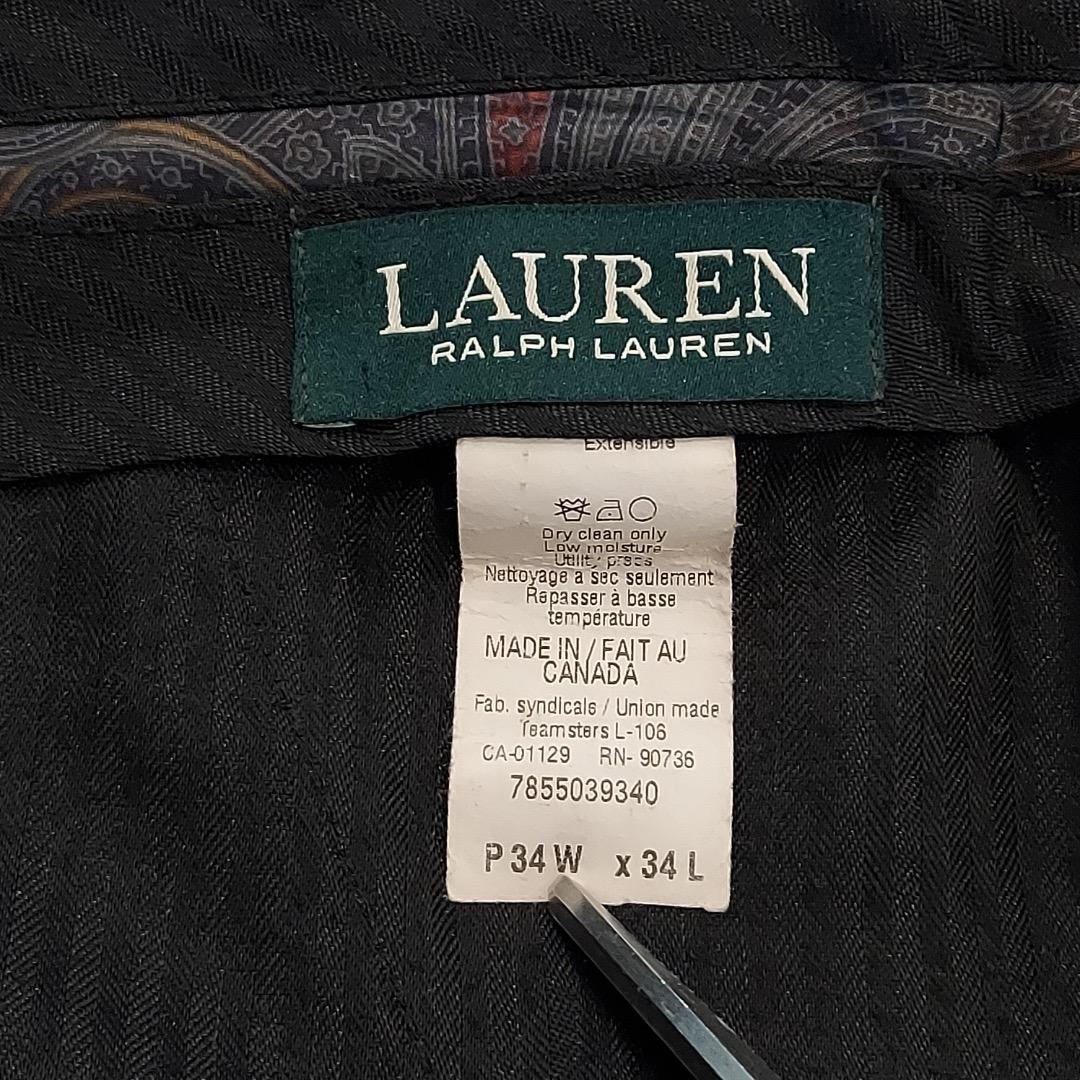 LAUREN
RALPH LAUREN
Extensible
Dry clean only
Low moisture
Utility press
Nettoyage à sec seulement
Repasser à basse
température
MADE IN / FAIT AU
CANADA
Fab. syndicale / Union made
Teamsters L-106
CA-01129 RN- 90736
7855039340
P 34 W x 34 L